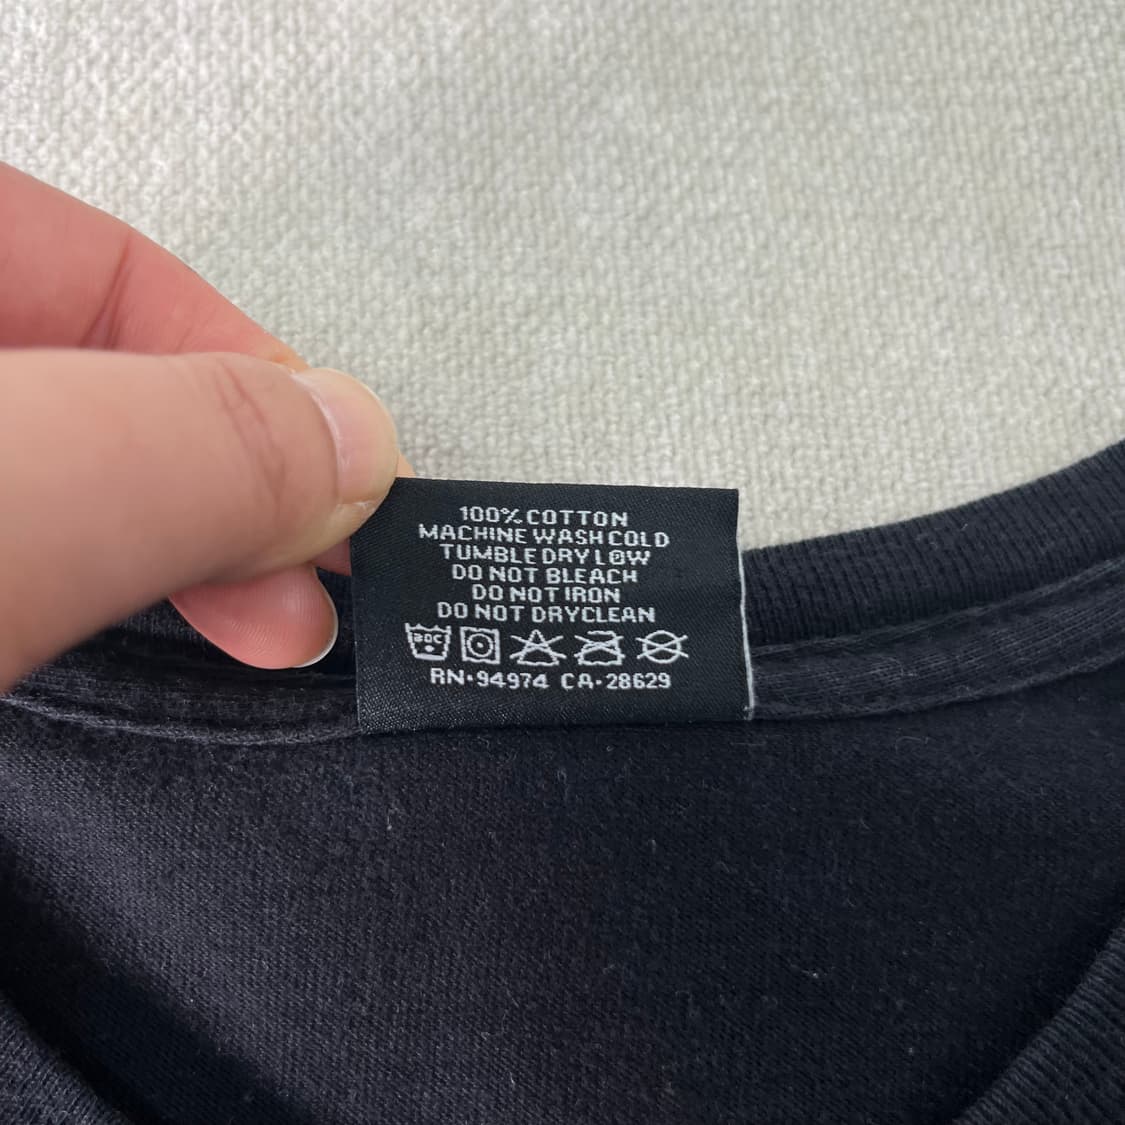 100% COTTON
MACHINE WASH COLD
TUMBLE DRY LOW
DO NOT BLEACH
DO NOT IRON
DO NOT DRYCLEAN
RN·94974 CA·28629